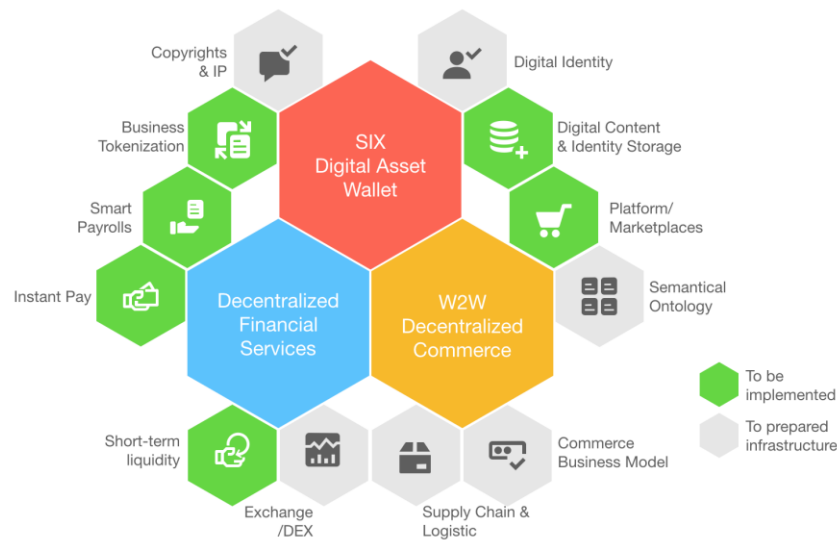 Copyrights
& IP
Digital Identity
Business
Tokenization
SIX
Digital Asset
Wallet
Digital Content
& Identity Storage
Smart
Payrolls
Platform/
Marketplaces
Instant Pay
Decentralized
Financial
Services
W2W
Decentralized
Commerce
Semantical
Ontology
To be
implemented
To prepared
infrastructure
Short-term
liquidity
Commerce
Business Model
Exchange
/DEX
Supply Chain &
Logistic